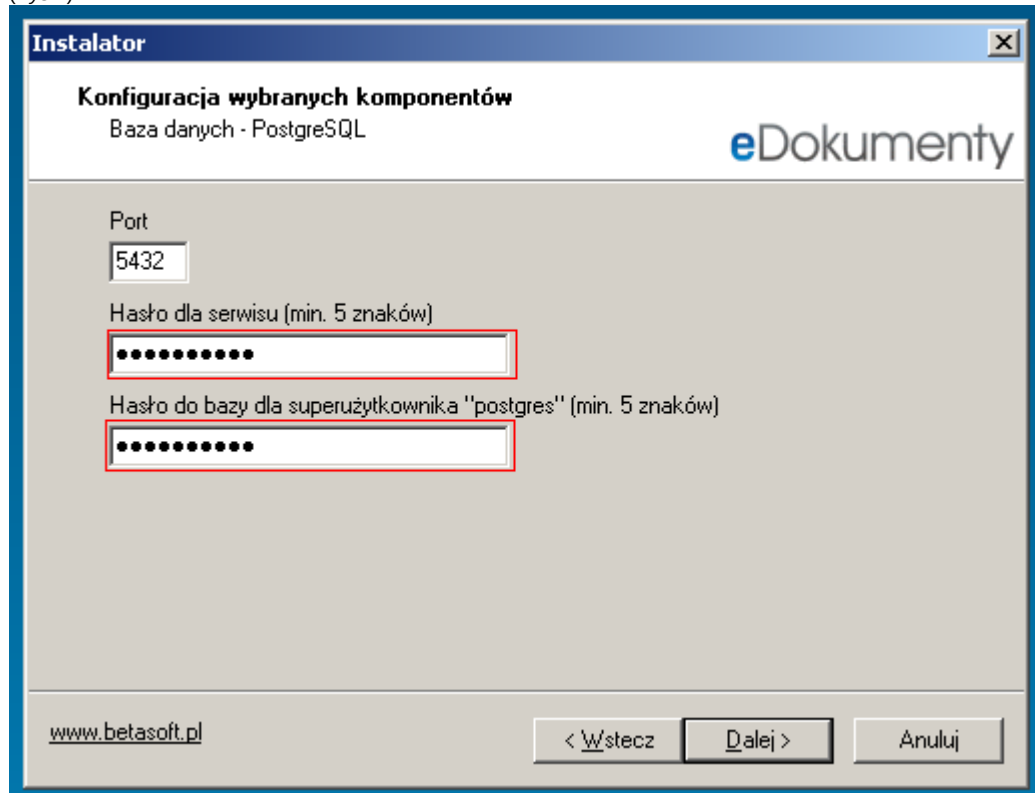 Instalator
Konfiguracja wybranych komponentów
Baza danych - PostgreSQL
eDokumenty
Port
5432
Hasło dla serwisu (min. 5 znaków)
••••••••••
Hasło do bazy dla superużytkownika "postgres" (min. 5 znaków)
••••••••••
www.betasoft.pl
< Wstecz
Dalej >
Anuluj